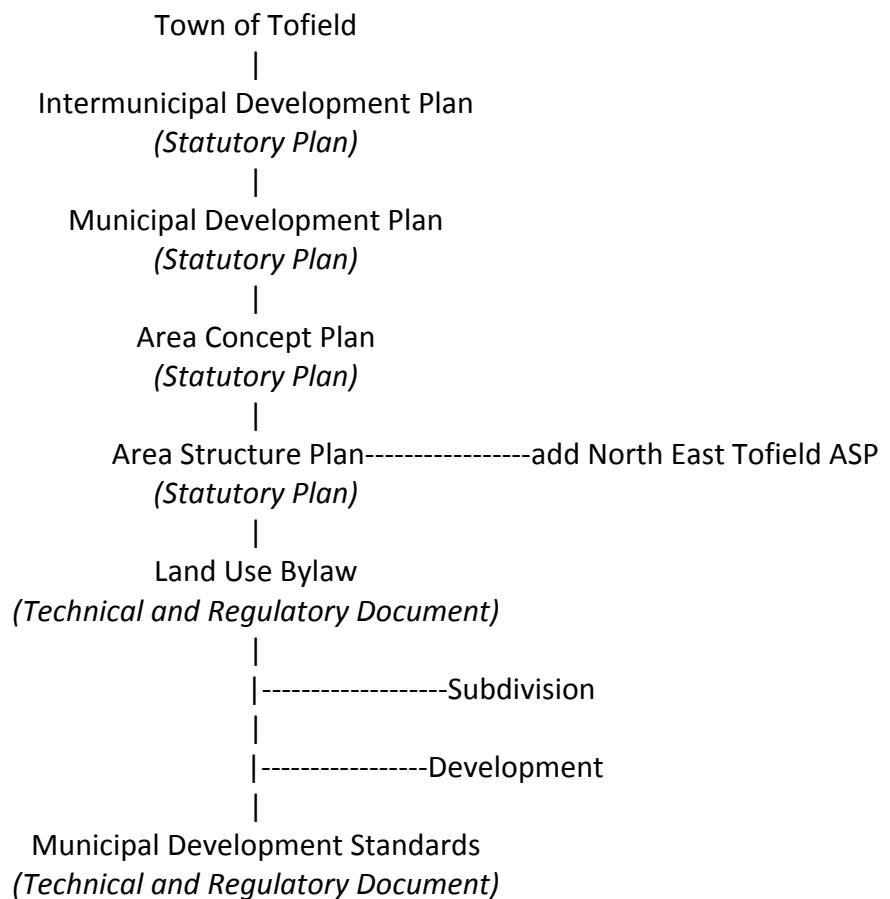 Town of Tofield
|
Intermunicipal Development Plan
(Statutory Plan)
|
Municipal Development Plan
(Statutory Plan)
|
Area Concept Plan
(Statutory Plan)
|
Area Structure Plan-----------------add North East Tofield ASP
(Statutory Plan)
|
Land Use Bylaw
(Technical and Regulatory Document)
|
|-------------------Subdivision
|
|-----------------Development
|
Municipal Development Standards
(Technical and Regulatory Document)